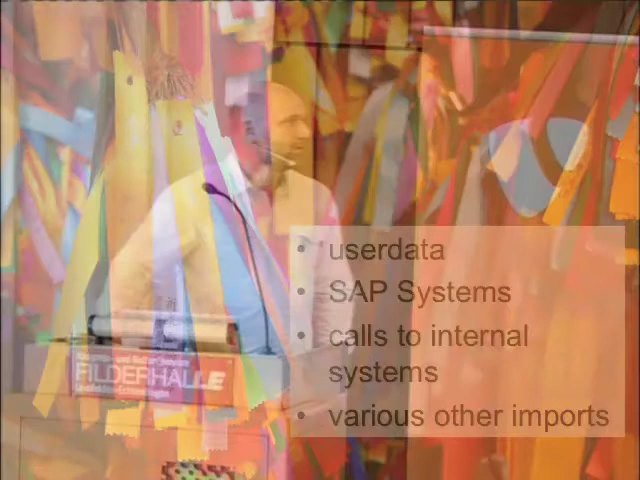 • userdata
• SAP Systems
• calls to internal
systems
• various other imports
FILDERHALLE